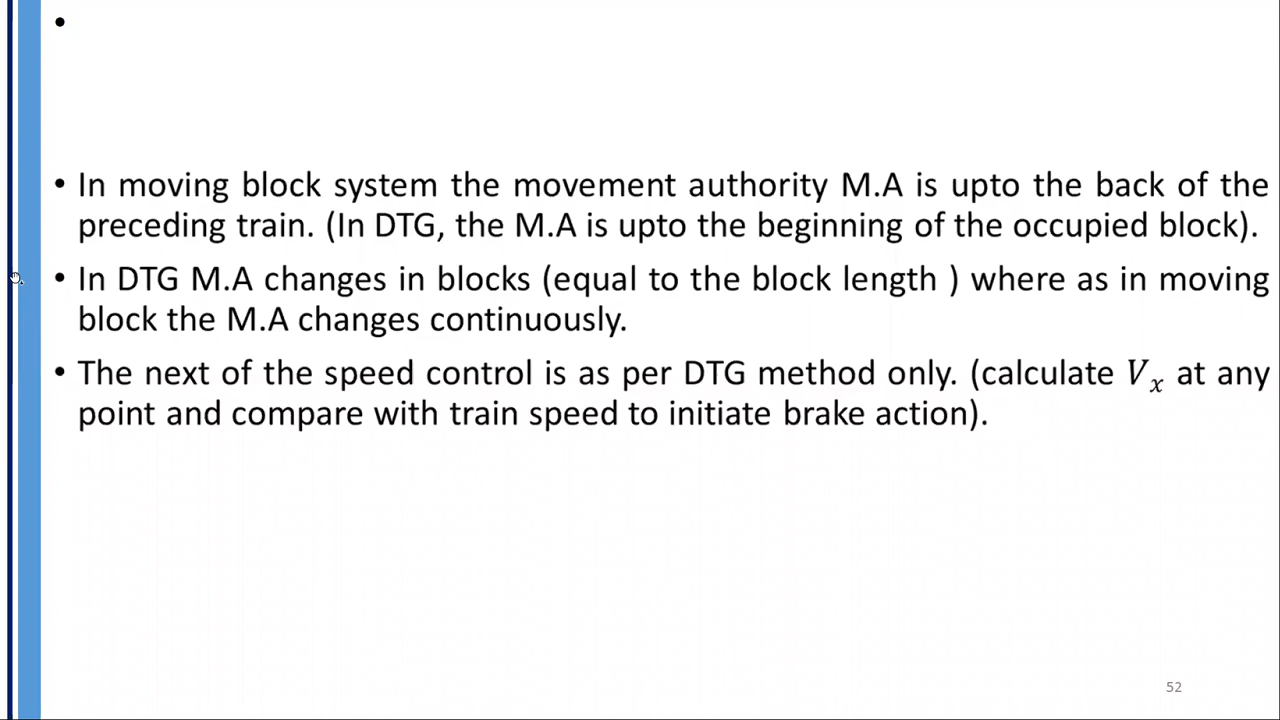 •
• In moving block system the movement authority M.A is upto the back of the
preceding train. (In DTG, the M.A is upto the beginning of the occupied block).
• In DTG M.A changes in blocks (equal to the block length ) where as in moving
block the M.A changes continuously.
• The next of the speed control is as per DTG method only. (calculate Vₓ at any
point and compare with train speed to initiate brake action).
52